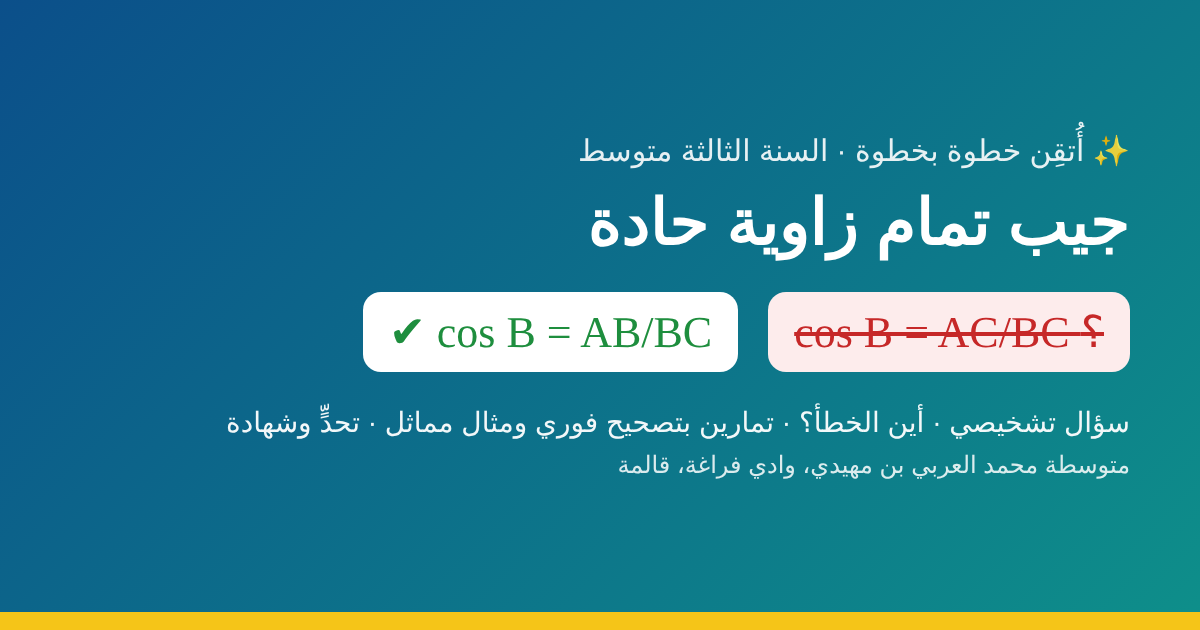 ✨ أُتقِن خطوة بخطوة · السنة الثالثة متوسط
جيب تمام زاوية حادة
cos B = AC/BC ؟
✔ cos B = AB/BC
سؤال تشخيصي · أين الخطأ؟ · تمارين بتصحيح فوري ومثال مماثل · تحدٍّ وشهادة
متوسطة محمد العربي بن مهيدي، وادي فراغة، قالمة